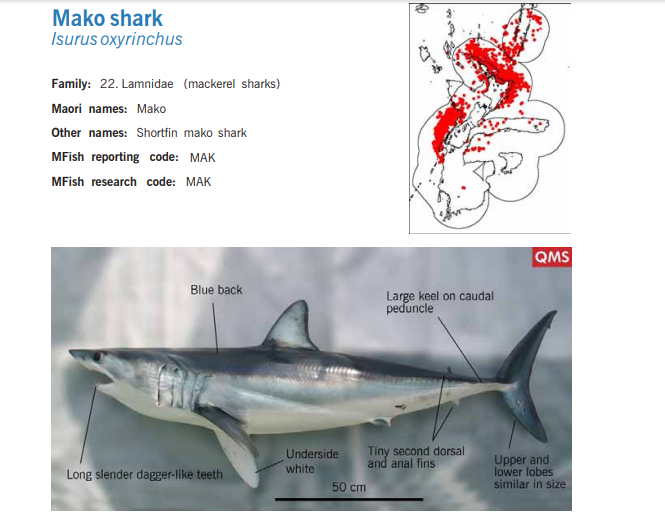 Mako shark
Isurus oxyrinchus
Family: 22. Lamnidae (mackerel sharks)
Maori names: Mako
Other names: Shortfin mako shark
MFish reporting code: MAK
MFish research code: MAK
QMS
Blue back
Large keel on caudal
peduncle
Long slender dagger-like teeth
Underside
white
Tiny second dorsal
and anal fins
Upper and
lower lobes
similar in size
50 cm